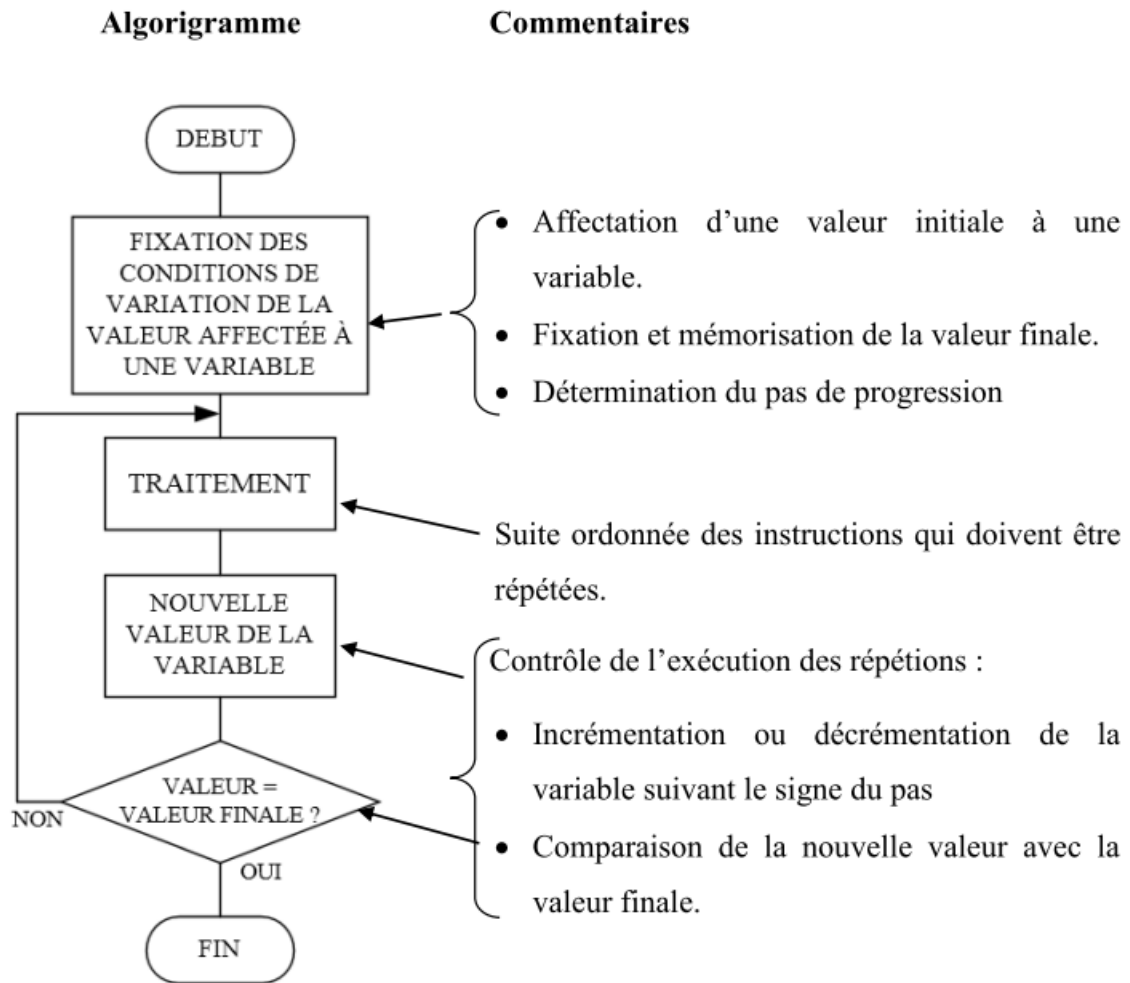 Algorigramme Commentaires
DEBUT
FIXATION DES
CONDITIONS DE
VARIATION DE LA
VALEUR AFFECTÉE À
UNE VARIABLE
• Affectation d’une valeur initiale à une
variable.
• Fixation et mémorisation de la valeur finale.
• Détermination du pas de progression
TRAITEMENT
Suite ordonnée des instructions qui doivent être
répétées.
NOUVELLE
VALEUR DE LA
VARIABLE
Contrôle de l’exécution des répétions :
• Incrémentation ou décrémentation de la
variable suivant le signe du pas
• Comparaison de la nouvelle valeur avec la
valeur finale.
VALEUR =
VALEUR FINALE ?
NON
OUI
FIN